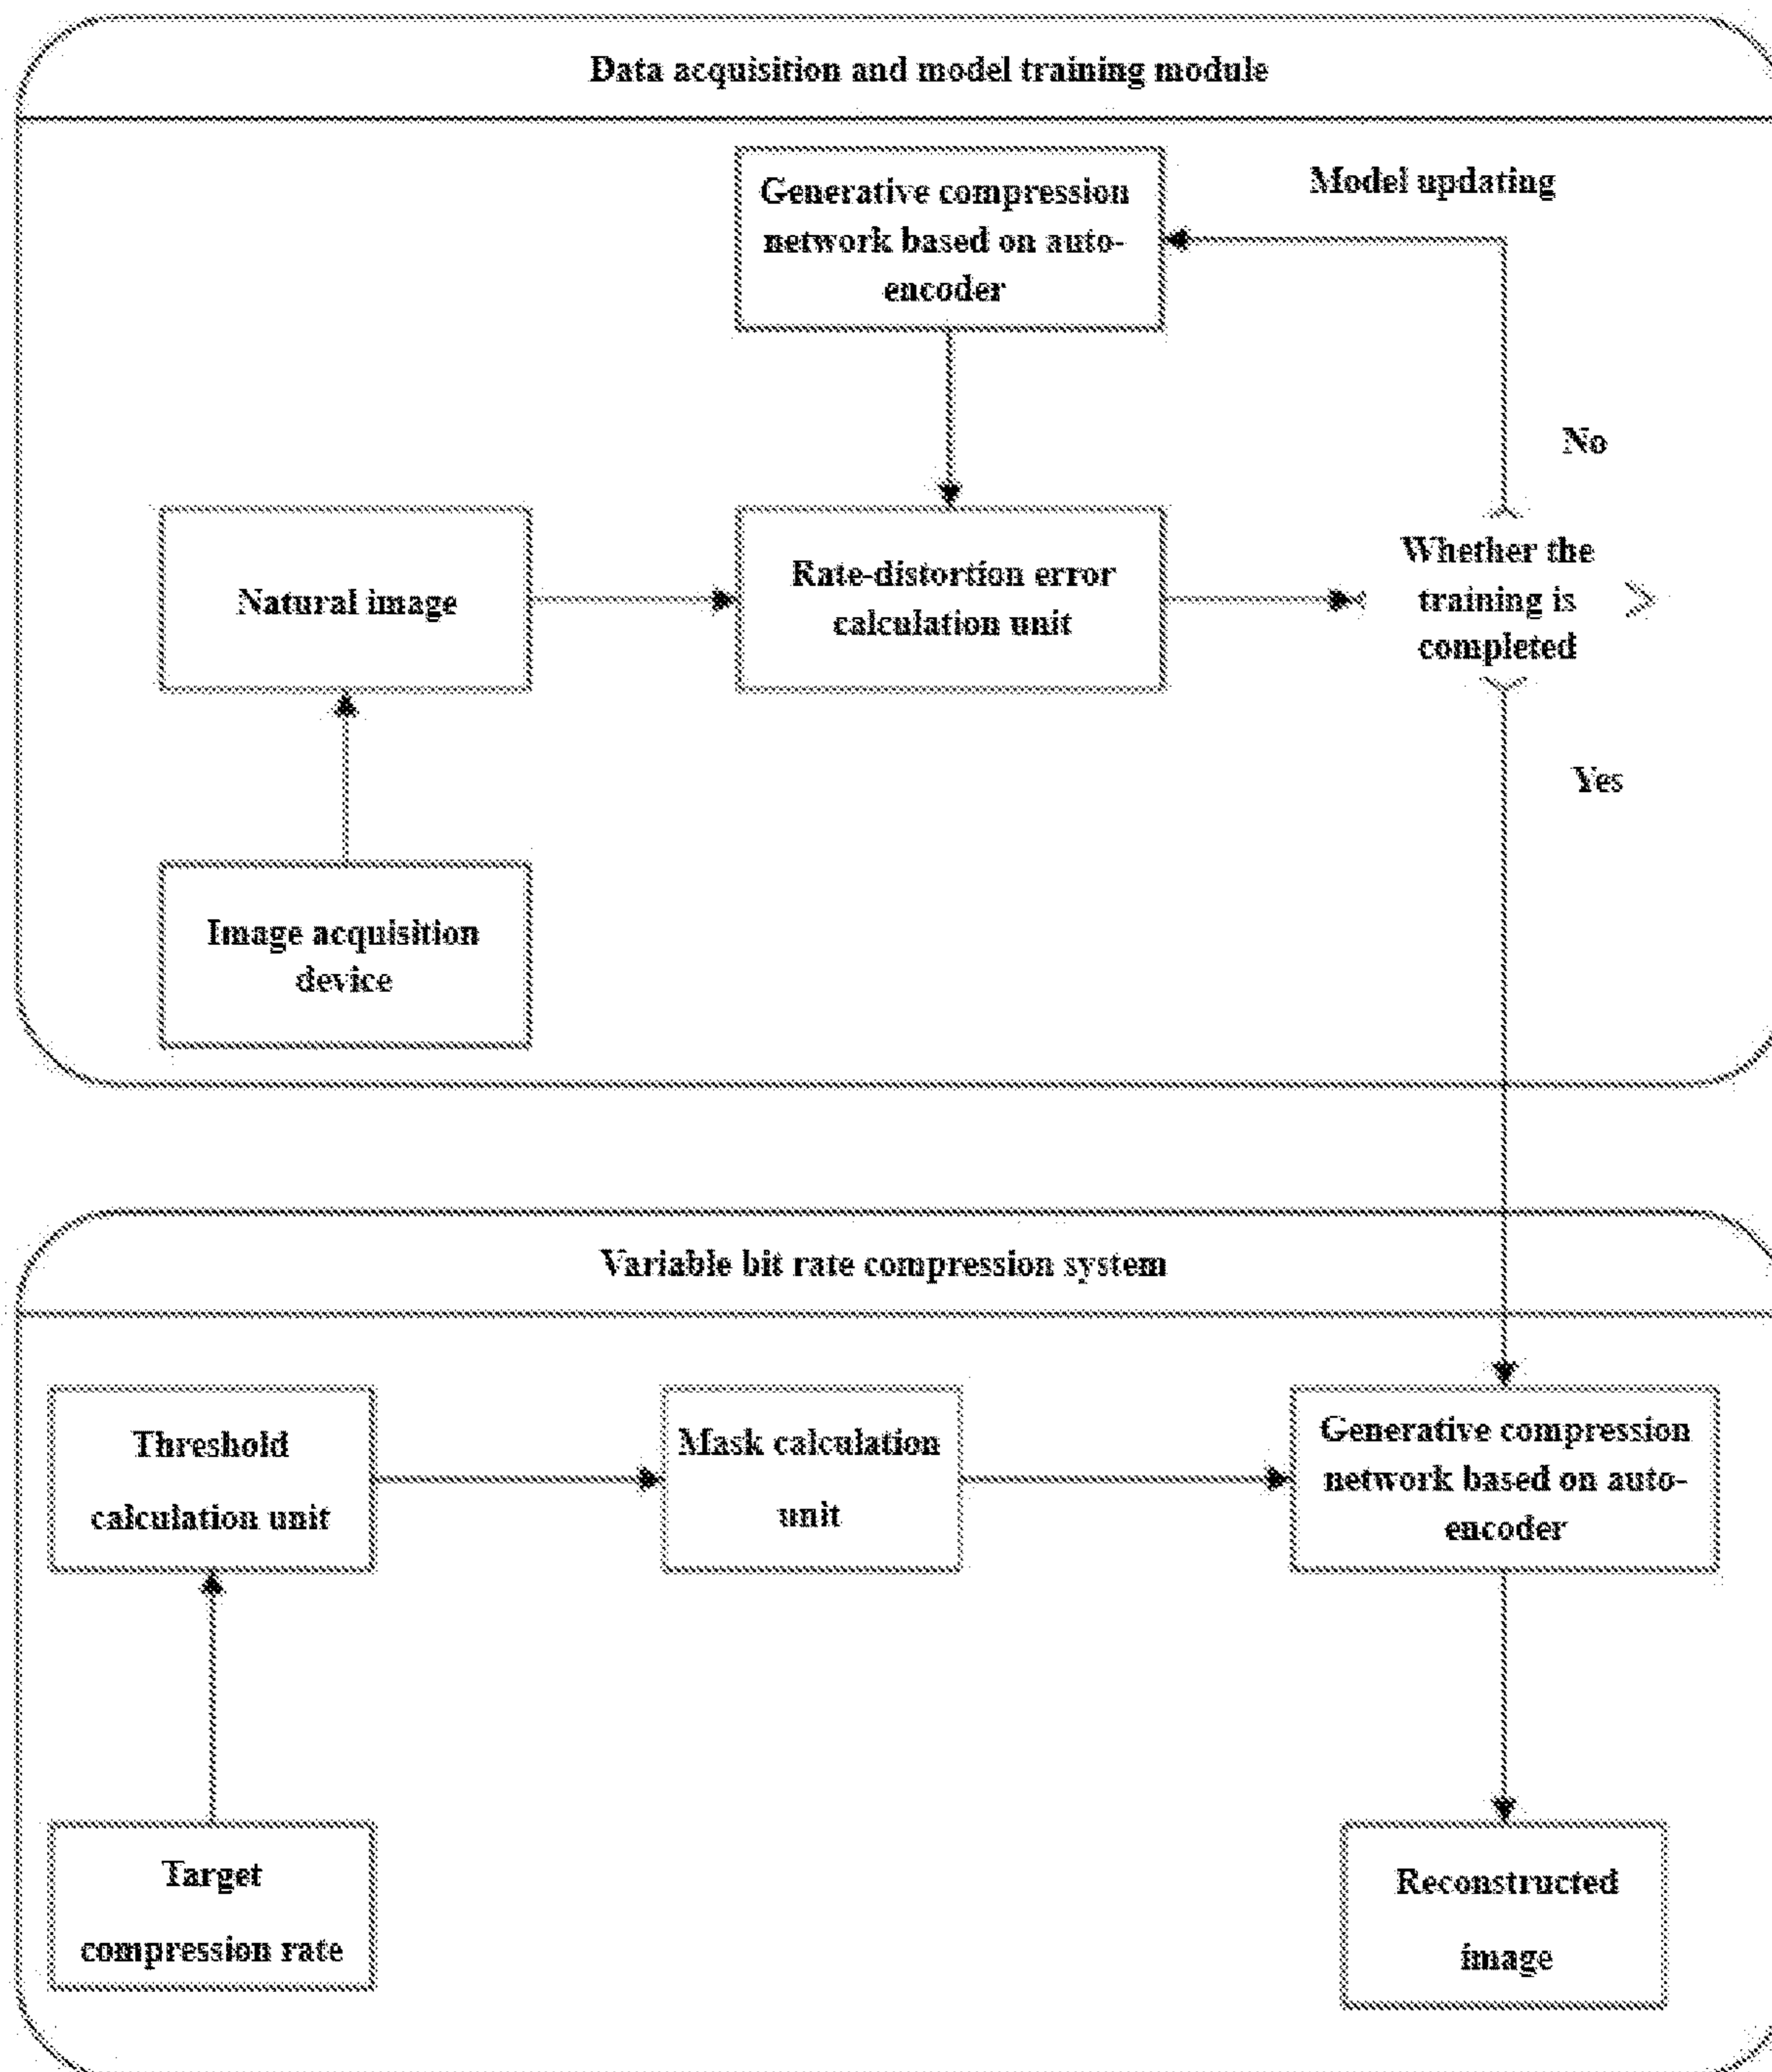 Data acquisition and model training module
Generative compression
network based on auto-
encoder
Model updating
No
Natural image
Rate-distortion error
calculation unit
Whether the
training is
completed
Yes
Image acquisition
device
Variable bit rate compression system
Threshold
calculation unit
Mask calculation
unit
Generative compression
network based on auto-
encoder
Target
compression rate
Reconstructed
image